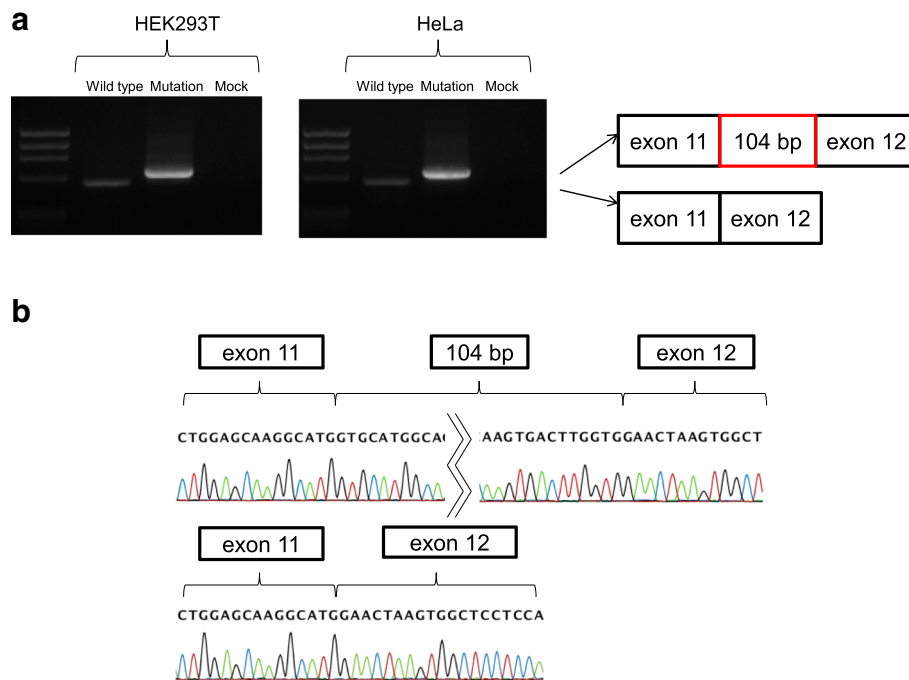 a
HEK293T
HeLa
Wild type Mutation Mock
Wild type Mutation Mock
exon 11 104 bp exon 12
exon 11 exon 12
b
exon 11 104 bp exon 12
CTGGAGCAAGGCATGGTGCATGGCA AAGTGACTTGGTGGAACTAAGTGGCT
exon 11 exon 12
CTGGAGCAAGGCATGGAACTAAGTGGCTCCTCCA